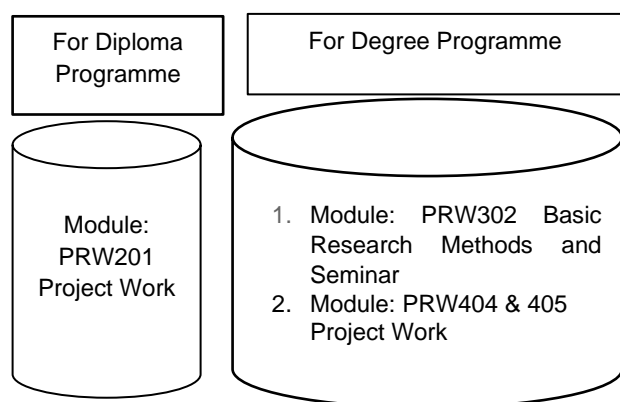 For Diploma
Programme
For Degree Programme
Module:
PRW201
Project Work
1. Module: PRW302 Basic
Research Methods and
Seminar
2. Module: PRW404 & 405
Project Work